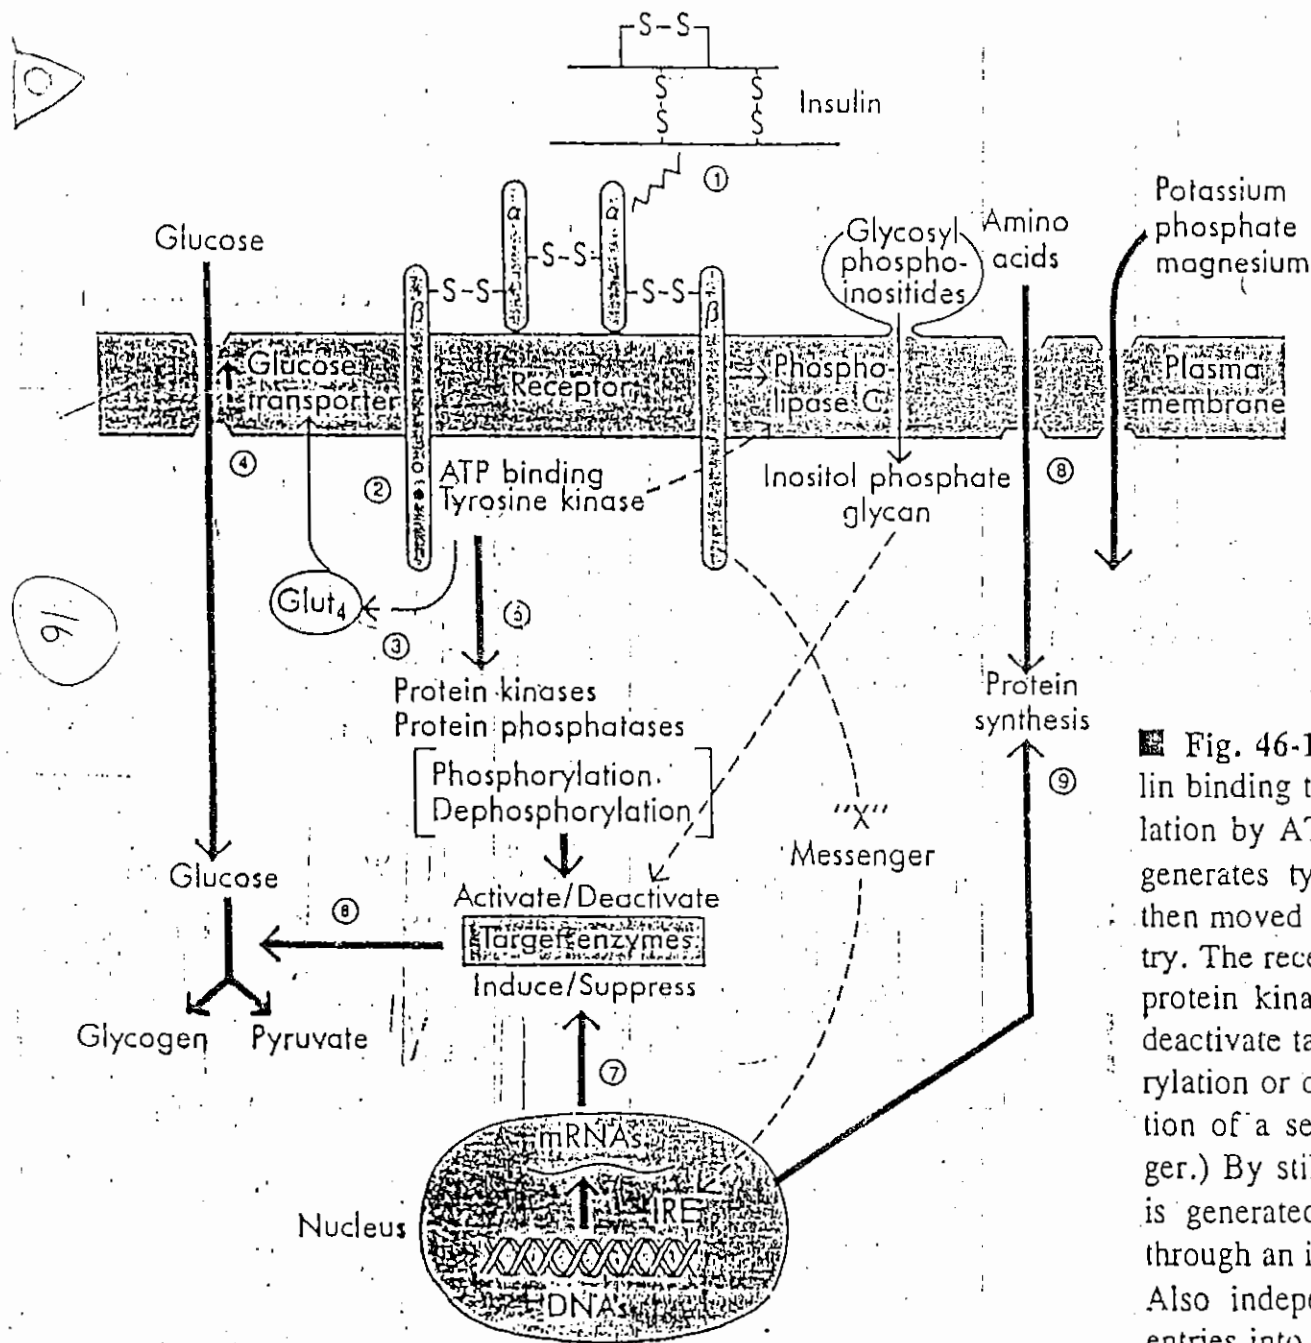 S-S
S
S
S
S
Insulin
①
α
α
S-S
Glucose
β
S-S
S-S
β
Glycosyl
phospho-
inositides
Amino
acids
Potassium
phosphate
magnesium
Glucose
transporter
Receptor
Phospho-
lipase C
Plasma
membrane
④
②
ATP binding
Tyrosine kinase
Inositol phosphate
glycan
⑧
Glut4
③
⑤
16
Protein kinases
Protein phosphatases
Phosphorylation
Dephosphorylation
Protein
synthesis
⑨
"X"
Messenger
Glucose
⑧
Activate/Deactivate
Target enzymes
Induce/Suppress
Glycogen
Pyruvate
⑦
mRNAs
IRE
Nucleus
DNAs
Fig. 46-1
lin binding t
lation by A
generates ty
then moved
try. The rece
protein kina
deactivate ta
rylation or c
tion of a se
ger.) By sti
is generated
through an i
Also indepe
entries into